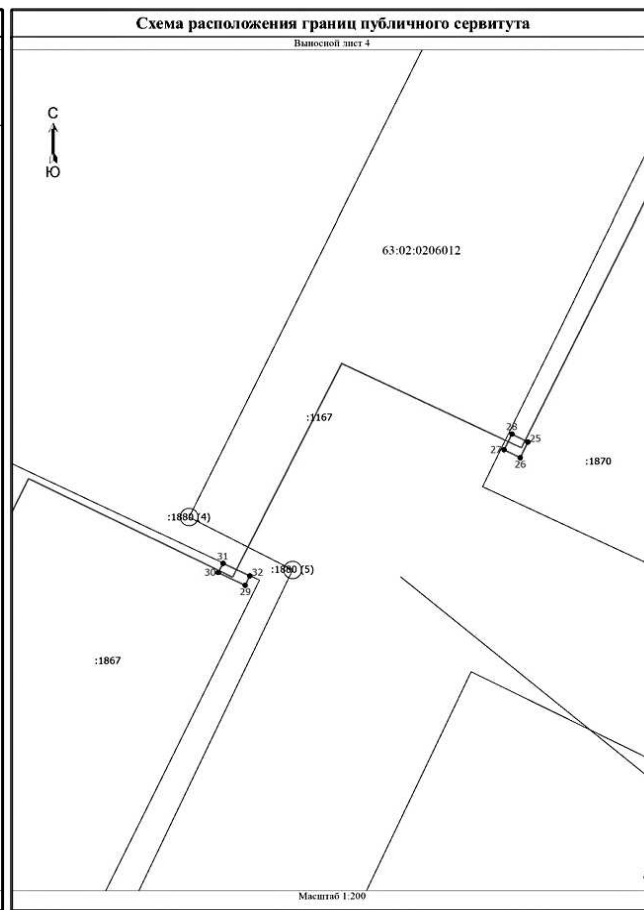 Схема расположения границ публичного сервитута
Выносной лист 4
С
Ю
63:02:0206012
:1167
28
25
27
26
:1870
:1880 (4)
31
30
32
:1880 (5)
29
:1867
Масштаб 1:200